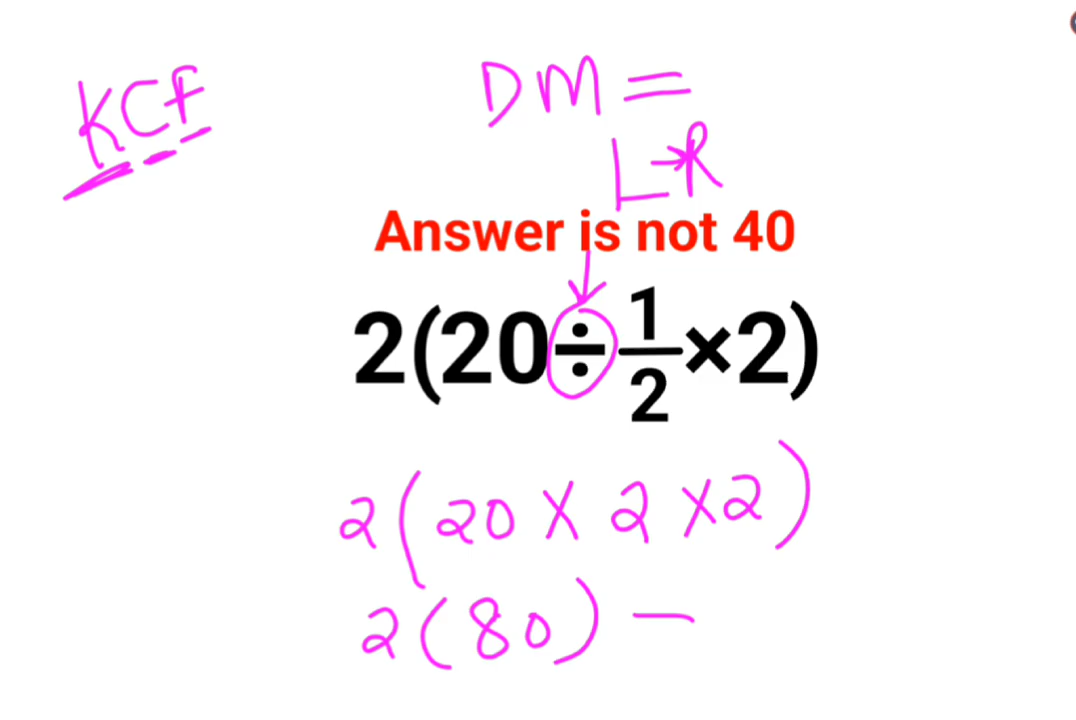 KCF
DM =
L→R
Answer is not 40
2(20÷1/2×2)
2(20×2×2)
2(80) –